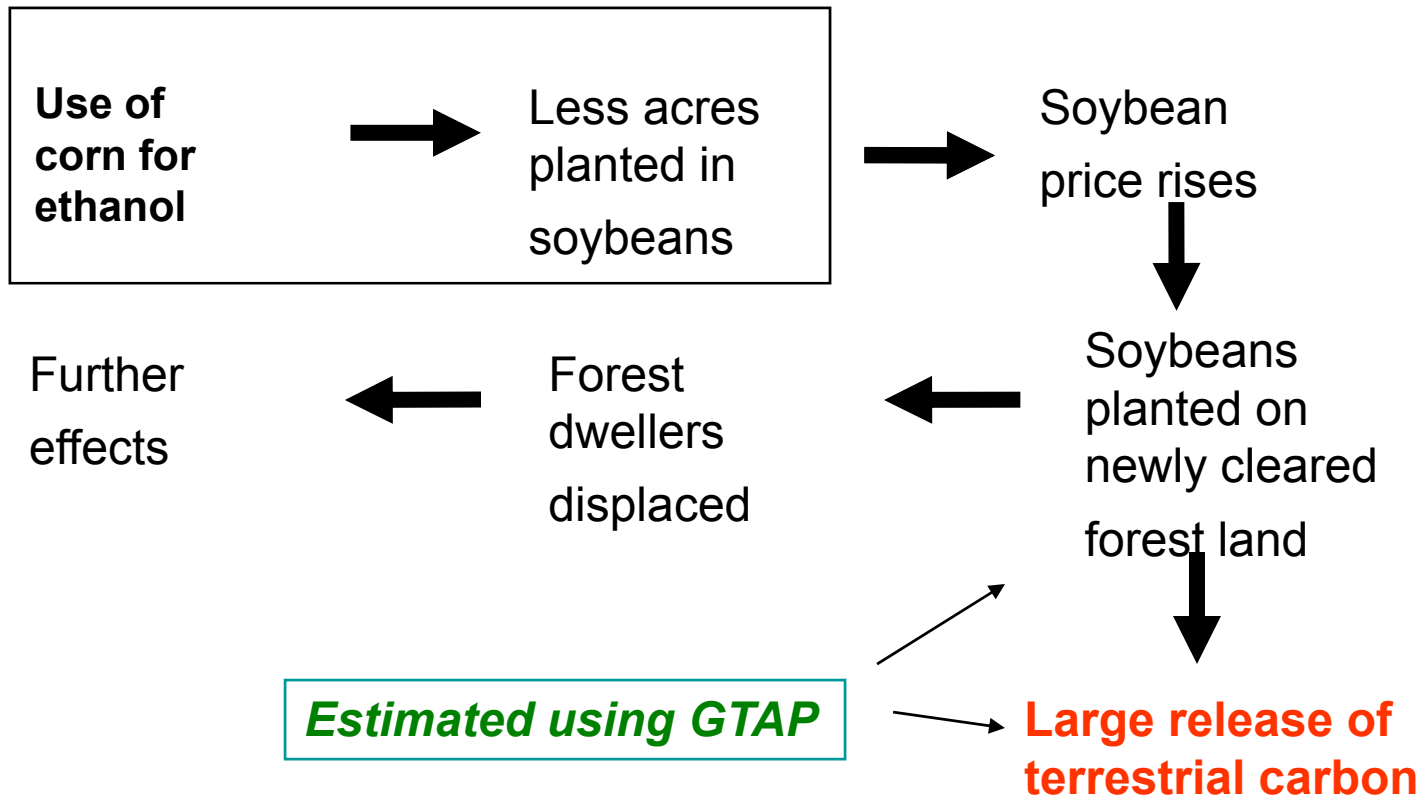 Use of
corn for
ethanol
Less acres
planted in
soybeans
Soybean
price rises
Soybeans
planted on
newly cleared
forest land
Forest
dwellers
displaced
Further
effects
Estimated using GTAP
Large release of
terrestrial carbon